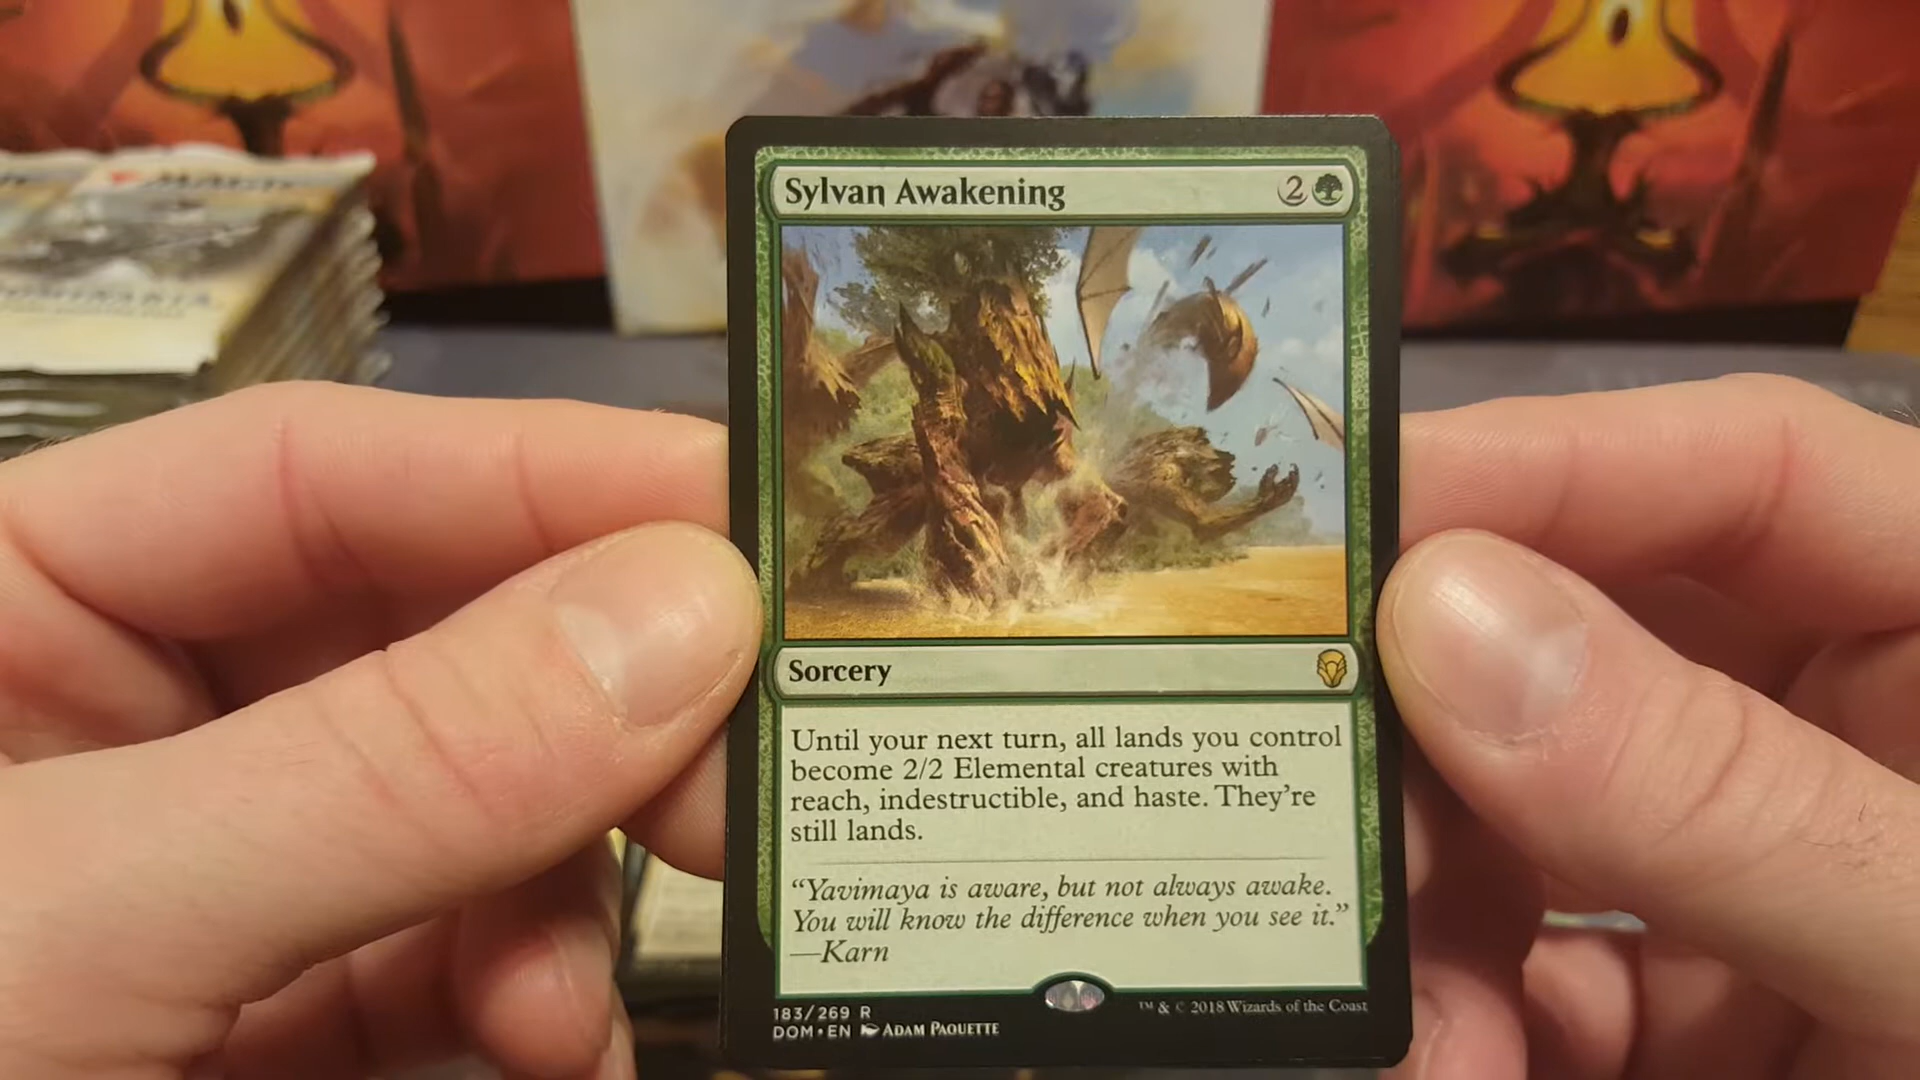 MAGIC
DOMINARIA
Sylvan Awakening
2
Sorcery
Until your next turn, all lands you control
become 2/2 Elemental creatures with
reach, indestructible, and haste. They’re
still lands.
“Yavimaya is aware, but not always awake.
You will know the difference when you see it.”
—Karn
183/269 R
DOM • EN ADAM PAQUETTE
™ & © 2018 Wizards of the Coast